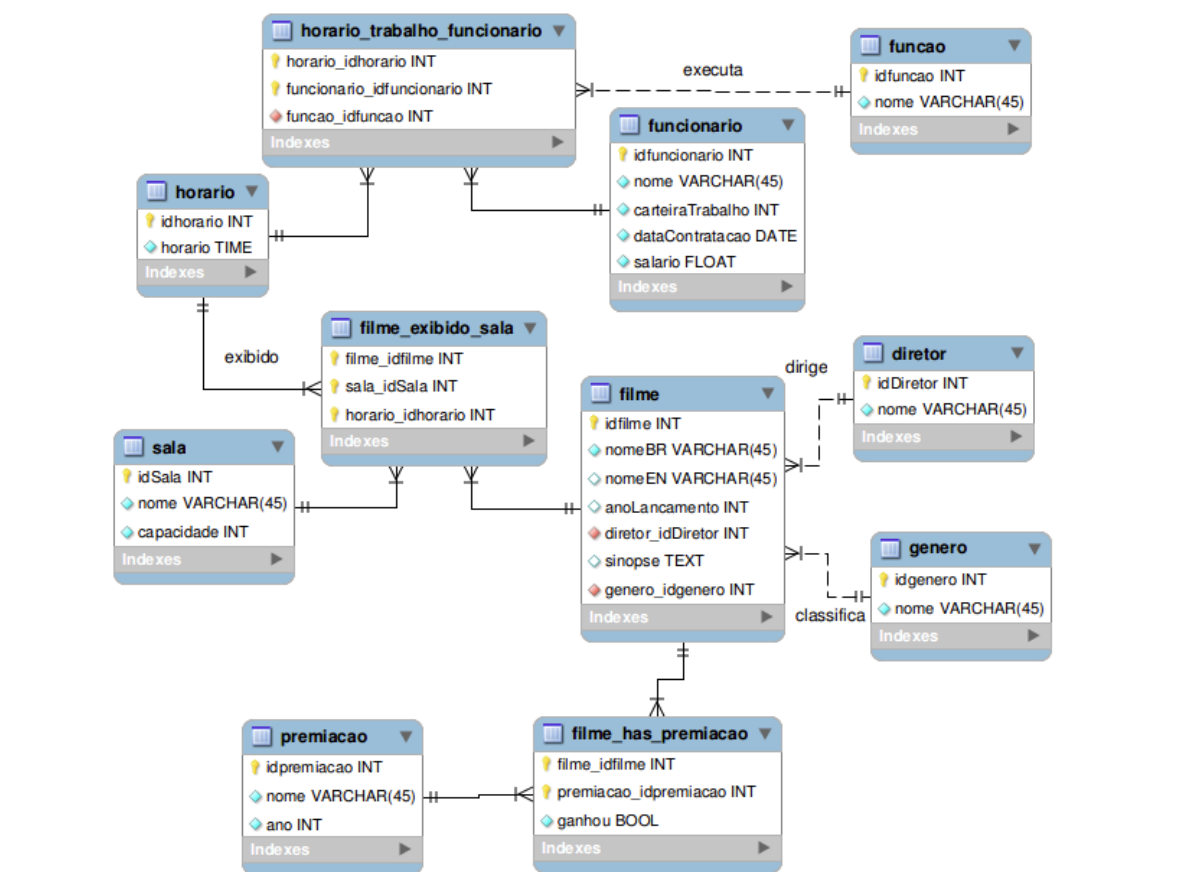 horario_trabalho_funcionario
horario_idhorario INT
funcionario_idfuncionario INT
funcao_idfuncao INT
Indexes
executa
funcao
idfuncao INT
nome VARCHAR(45)
Indexes
funcionario
idfuncionario INT
nome VARCHAR(45)
carteiraTrabalho INT
dataContratacao DATE
salario FLOAT
Indexes
horario
idhorario INT
horario TIME
Indexes
exibido
filme_exibido_sala
filme_idfilme INT
sala_idSala INT
horario_idhorario INT
Indexes
sala
idSala INT
nome VARCHAR(45)
capacidade INT
Indexes
filme
idfilme INT
nomeBR VARCHAR(45)
nomeEN VARCHAR(45)
anoLancamento INT
diretor_idDiretor INT
sinopse TEXT
genero_idgenero INT
Indexes
dirige
diretor
idDiretor INT
nome VARCHAR(45)
Indexes
classifica
genero
idgenero INT
nome VARCHAR(45)
Indexes
premiacao
idpremiacao INT
nome VARCHAR(45)
ano INT
Indexes
filme_has_premiacao
filme_idfilme INT
premiacao_idpremiacao INT
ganhou BOOL
Indexes